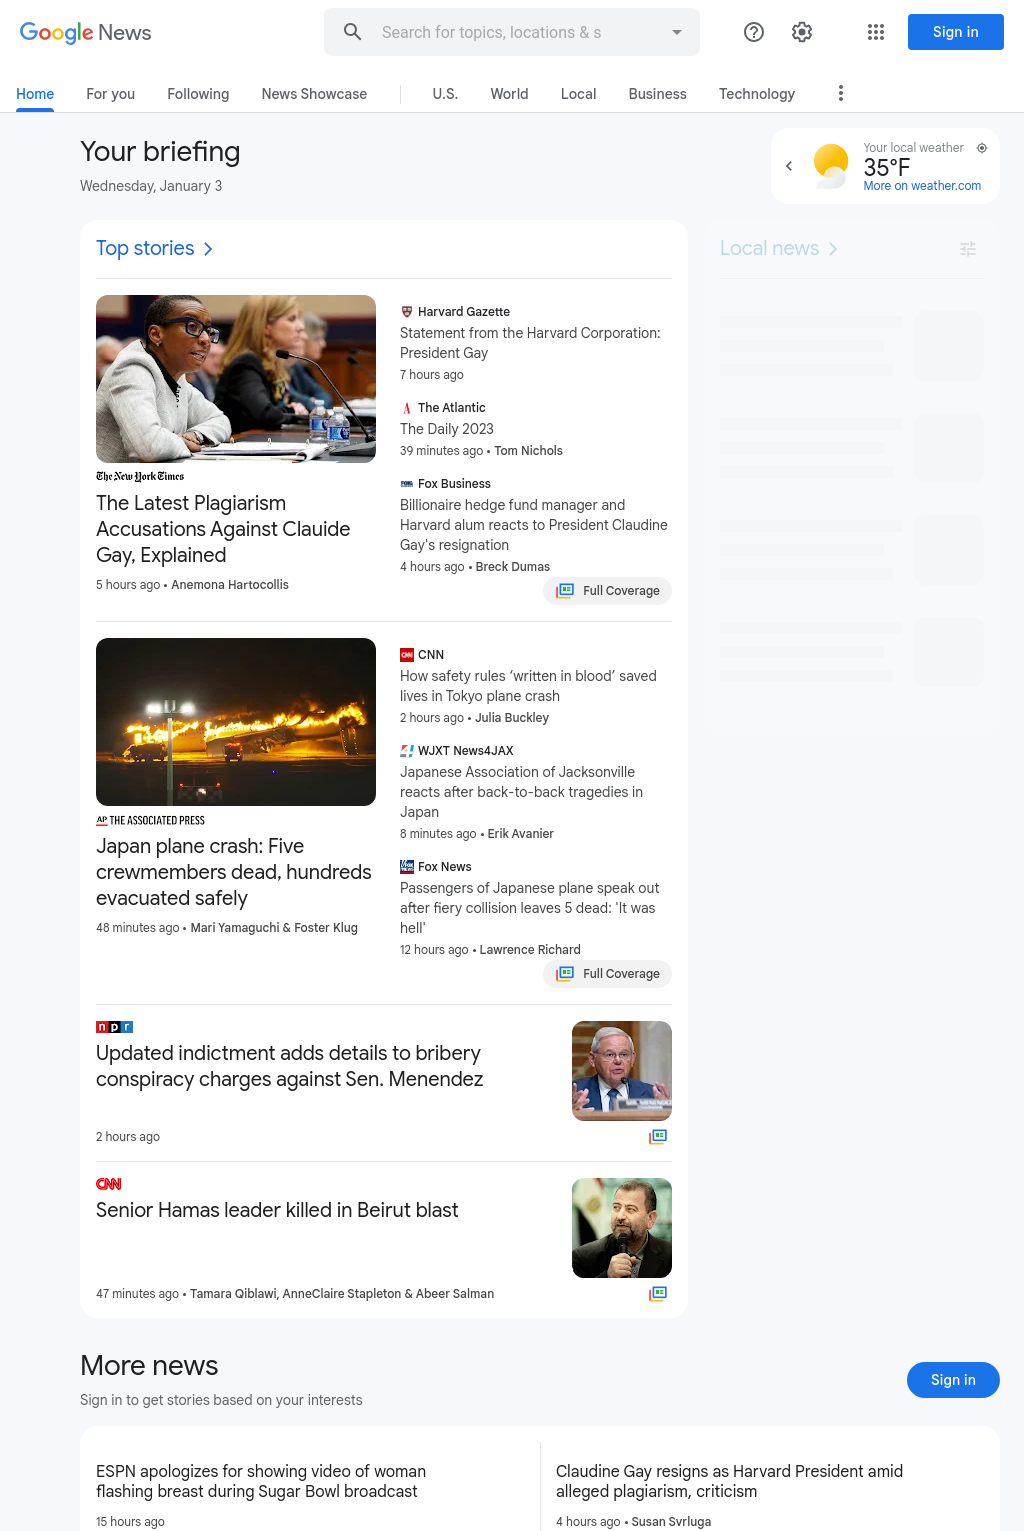 Google News
Search for topics, locations & s
Sign in
Home
For you
Following
News Showcase
U.S.
World
Local
Business
Technology
Your briefing
Wednesday, January 3
Your local weather
35°F
More on weather.com
Top stories
Local news
The New York Times
The Latest Plagiarism
Accusations Against Claudine
Gay, Explained
5 hours ago • Anemona Hartocollis
Harvard Gazette
Statement from the Harvard Corporation:
President Gay
7 hours ago
The Atlantic
The Daily 2023
39 minutes ago • Tom Nichols
Fox Business
Billionaire hedge fund manager and
Harvard alum reacts to President Claudine
Gay's resignation
4 hours ago • Breck Dumas
Full Coverage
AP THE ASSOCIATED PRESS
Japan plane crash: Five
crewmembers dead, hundreds
evacuated safely
48 minutes ago • Mari Yamaguchi & Foster Klug
CNN
How safety rules ‘written in blood’ saved
lives in Tokyo plane crash
2 hours ago • Julia Buckley
WJXT News4JAX
Japanese Association of Jacksonville
reacts after back-to-back tragedies in
Japan
8 minutes ago • Erik Avanier
Fox News
Passengers of Japanese plane speak out
after fiery collision leaves 5 dead: 'It was
hell'
12 hours ago • Lawrence Richard
Full Coverage
npr
Updated indictment adds details to bribery
conspiracy charges against Sen. Menendez
2 hours ago
CNN
Senior Hamas leader killed in Beirut blast
47 minutes ago • Tamara Qiblawi, AnneClaire Stapleton & Abeer Salman
More news
Sign in to get stories based on your interests
Sign in
ESPN apologizes for showing video of woman
flashing breast during Sugar Bowl broadcast
15 hours ago
Claudine Gay resigns as Harvard President amid
alleged plagiarism, criticism
4 hours ago • Susan Svrluga